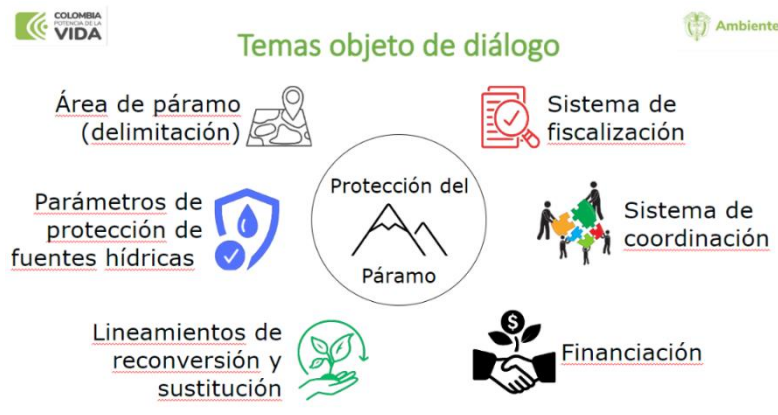 COLOMBIA
POTENCIA DE LA
VIDA
Ambiente
Temas objeto de diálogo
Área de páramo
(delimitación)
Parámetros de
protección de
fuentes hídricas
Lineamientos de
reconversión y
sustitución
Protección del
Páramo
Sistema de
fiscalización
Sistema de
coordinación
$
Financiación